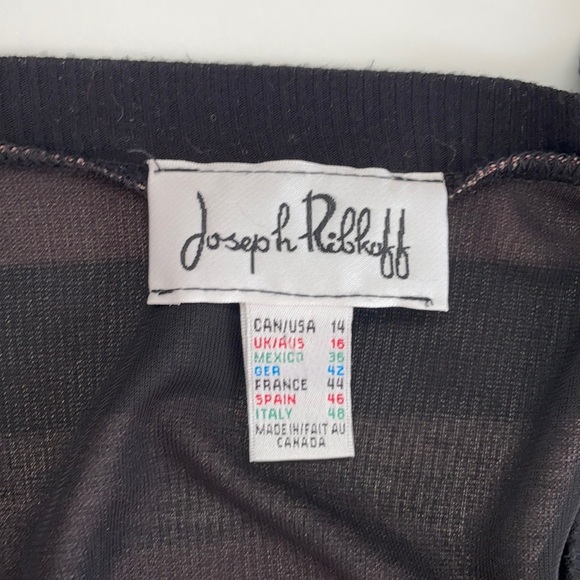 Joseph Ribkoff
CAN/USA 14
UK/AUS 16
MEXICO 36
GER 42
FRANCE 44
SPAIN 46
ITALY 48
MADE IN/FAIT AU
CANADA